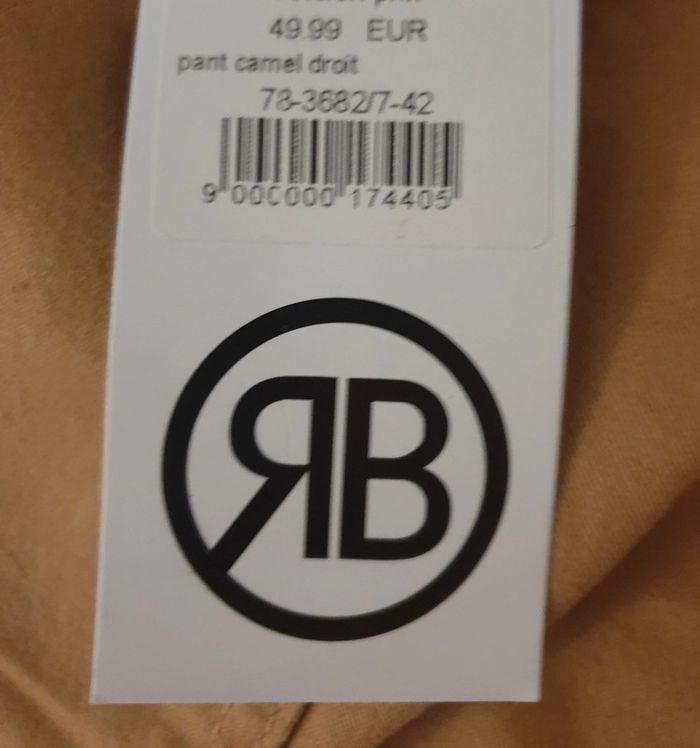 49.99 EUR
pant camel droit
78-3682/7-42
9 000000 174405
RB